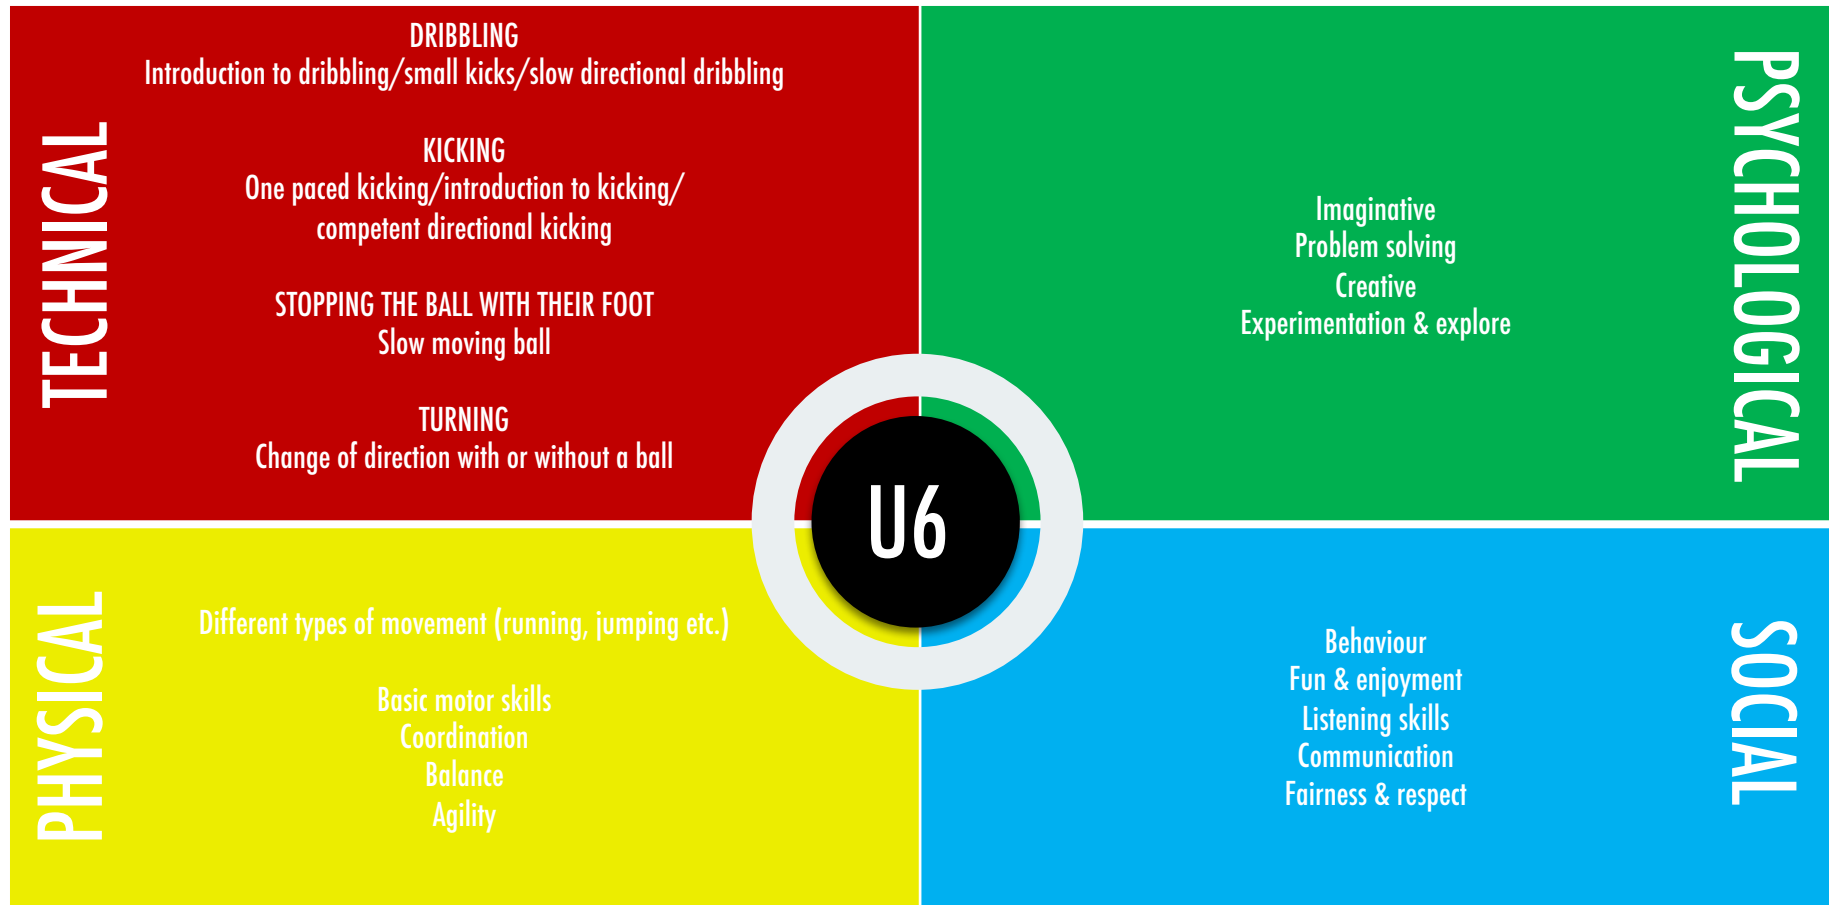 TECHNICAL
DRIBBLING
Introduction to dribbling/small kicks/slow directional dribbling
KICKING
One paced kicking/introduction to kicking/
competent directional kicking
STOPPING THE BALL WITH THEIR FOOT
Slow moving ball
TURNING
Change of direction with or without a ball
PSYCHOLOGICAL
Imaginative
Problem solving
Creative
Experimentation & explore
U6
PHYSICAL
Different types of movement (running, jumping etc.)
Basic motor skills
Coordination
Balance
Agility
SOCIAL
Behaviour
Fun & enjoyment
Listening skills
Communication
Fairness & respect